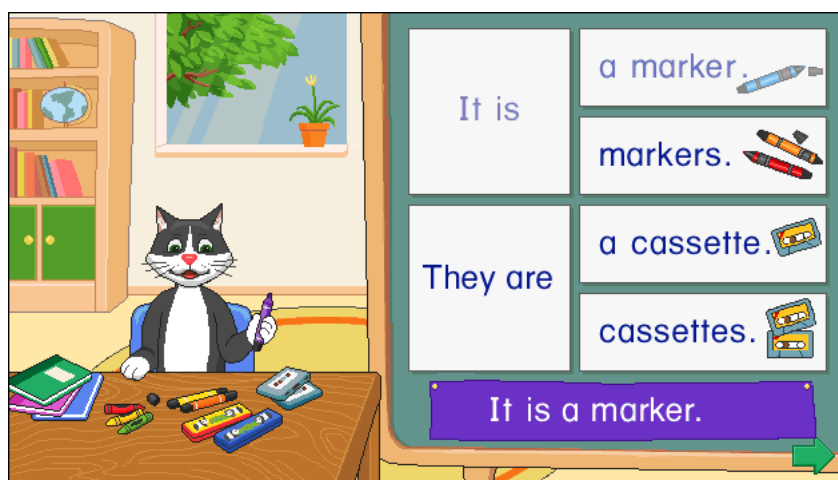 It is
a marker.
markers.
They are
a cassette.
cassettes.
It is a marker.